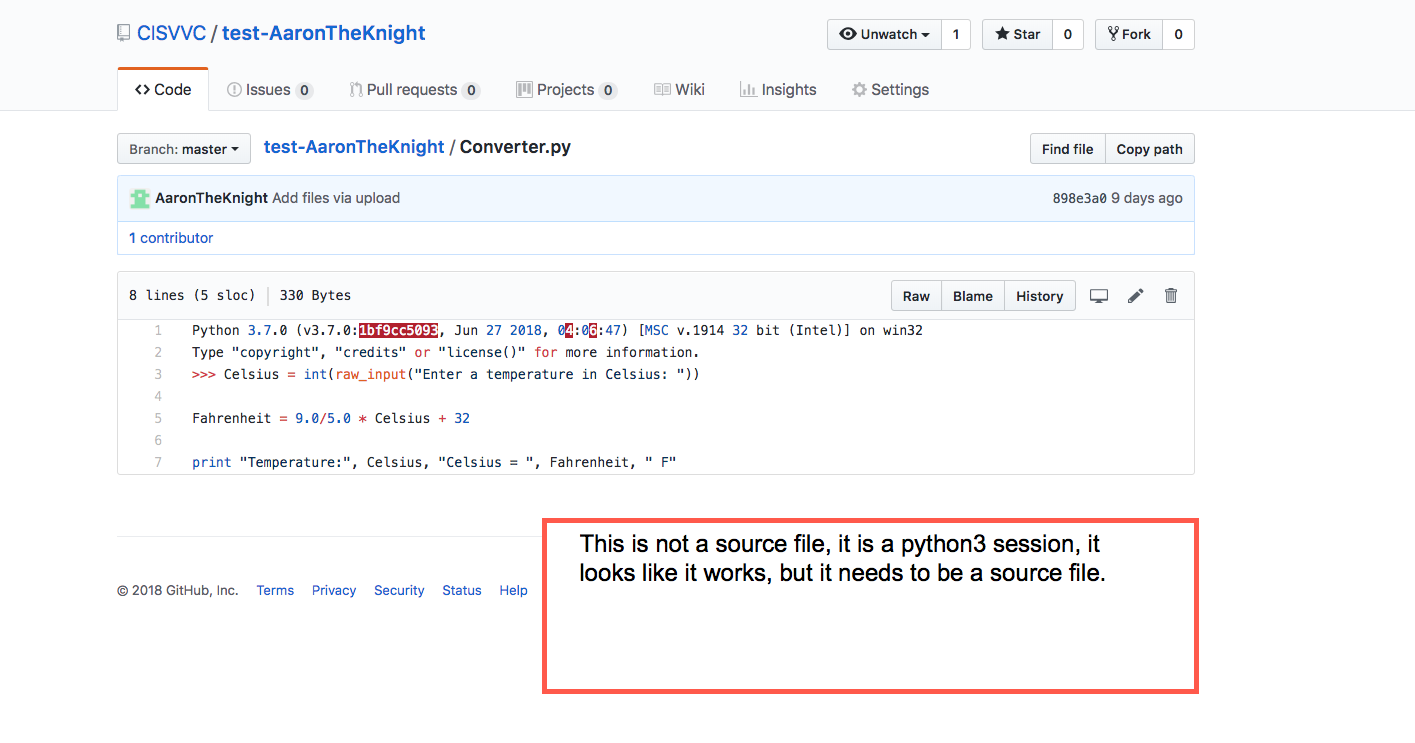 CISVVC / test-AaronTheKnight
Unwatch 1 Star 0 Fork 0
<> Code Issues 0 Pull requests 0 Projects 0 Wiki Insights Settings
Branch: master test-AaronTheKnight / Converter.py Find file Copy path
AaronTheKnight Add files via upload 898e3a0 9 days ago
1 contributor
8 lines (5 sloc) 330 Bytes Raw Blame History
1 Python 3.7.0 (v3.7.0:1bf9cc5093, Jun 27 2018, 04:06:47) [MSC v.1914 32 bit (Intel)] on win32
2 Type "copyright", "credits" or "license()" for more information.
3 >>> Celsius = int(raw_input("Enter a temperature in Celsius: "))
4
5 Fahrenheit = 9.0/5.0 * Celsius + 32
6
7 print "Temperature:", Celsius, "Celsius = ", Fahrenheit, " F"
This is not a source file, it is a python3 session, it
looks like it works, but it needs to be a source file.
© 2018 GitHub, Inc. Terms Privacy Security Status Help